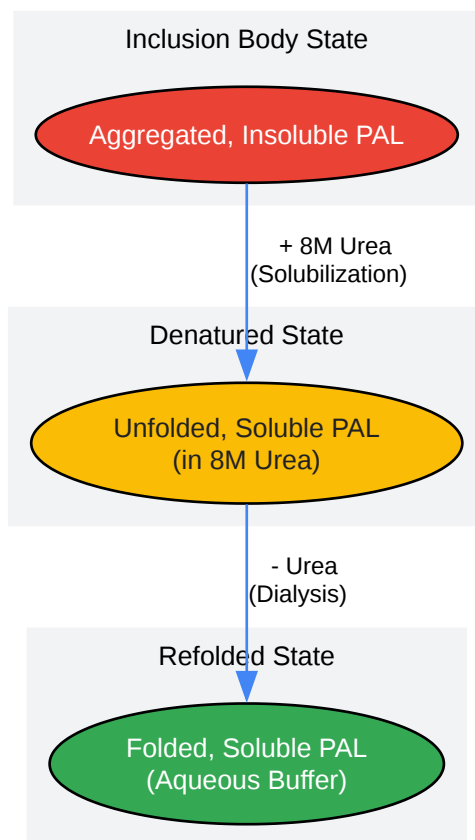 Inclusion Body State
Aggregated, Insoluble PAL
+ 8M Urea
(Solubilization)
Denatured State
Unfolded, Soluble PAL
(in 8M Urea)
- Urea
(Dialysis)
Refolded State
Folded, Soluble PAL
(Aqueous Buffer)